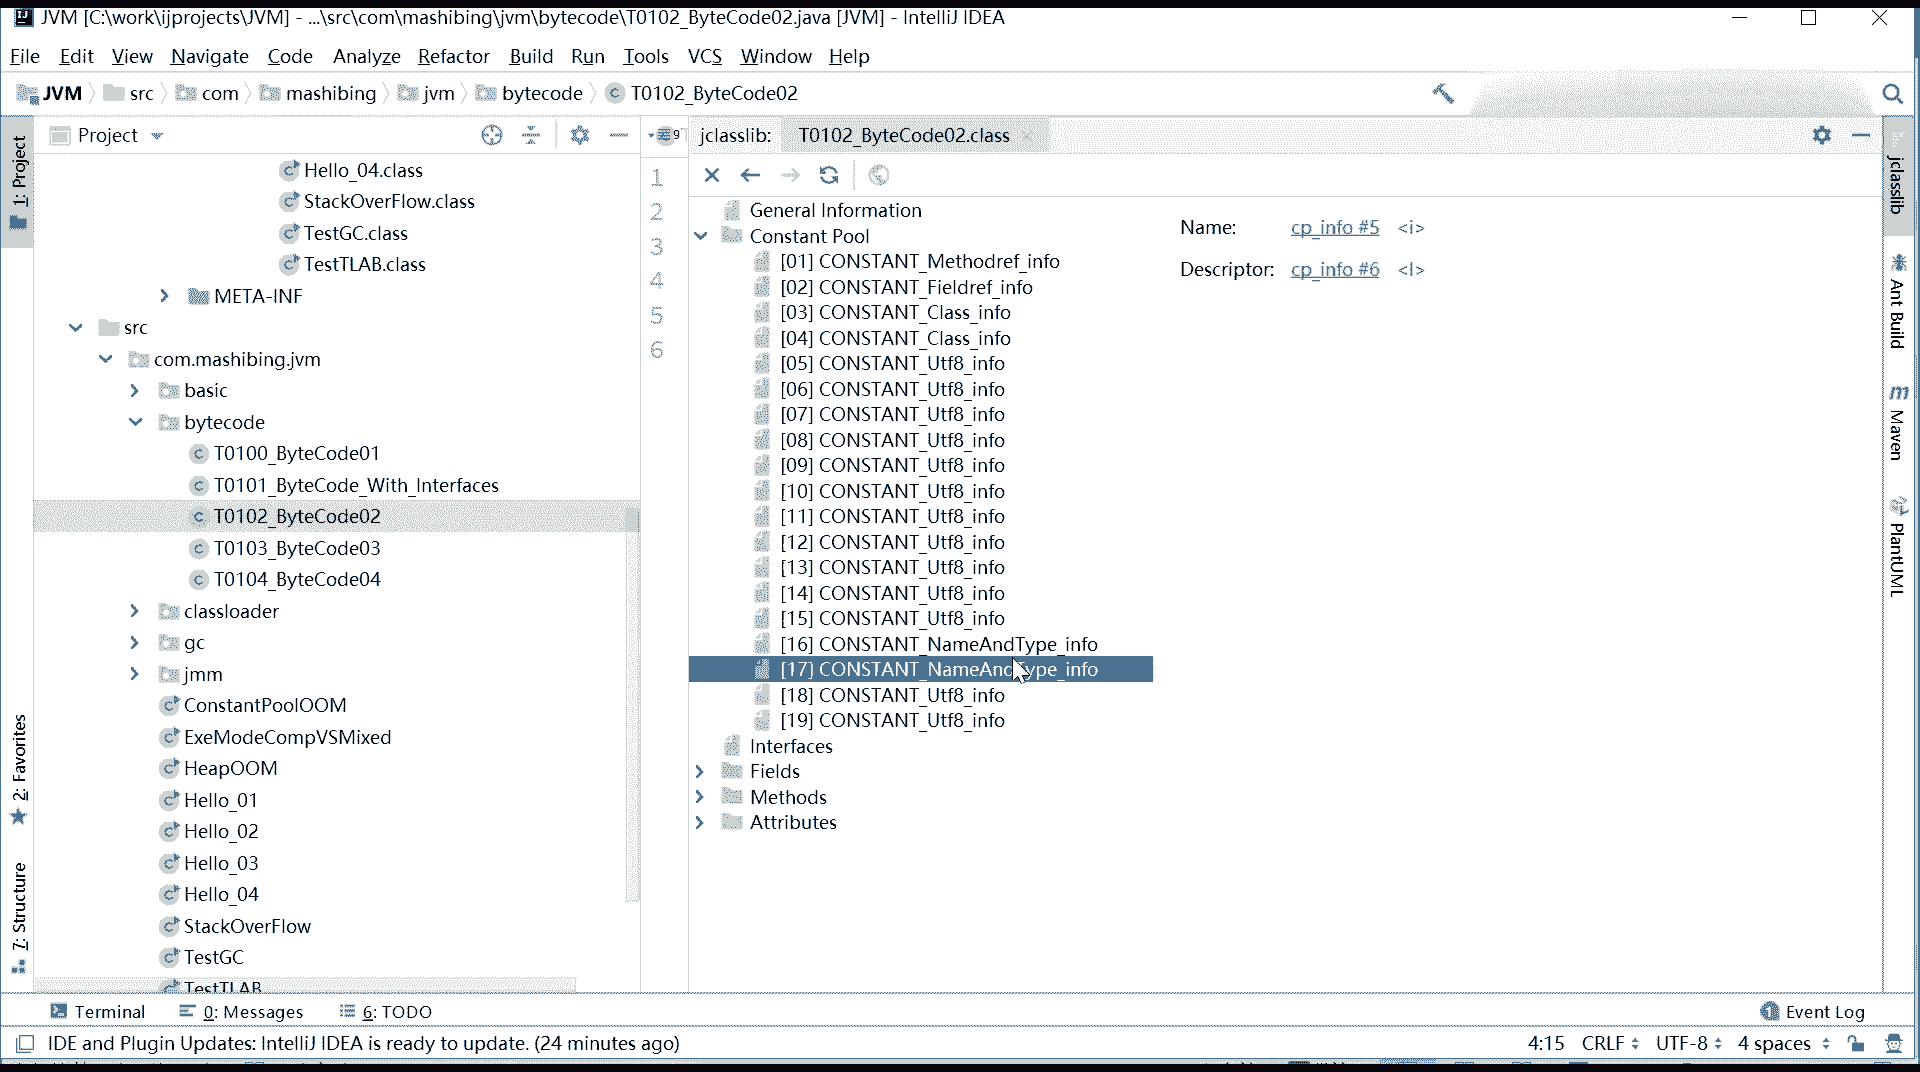 JVM [C:\work\ijprojects\JVM] - ...\src\com\mashibing\jvm\bytecode\T0102_ByteCode02.java [JVM] - IntelliJ IDEA
File Edit View Navigate Code Analyze Refactor Build Run Tools VCS Window Help
JVM src com mashibing jvm bytecode T0102_ByteCode02
1: Project
Project
Hello_04.class
StackOverFlow.class
TestGC.class
TestTLAB.class
META-INF
src
com.mashibing.jvm
basic
bytecode
T0100_ByteCode01
T0101_ByteCode_With_Interfaces
T0102_ByteCode02
T0103_ByteCode03
T0104_ByteCode04
classloader
gc
jmm
ConstantPoolOOM
ExeModeCompVSMixed
HeapOOM
Hello_01
Hello_02
Hello_03
Hello_04
StackOverFlow
TestGC
TestTLAB
2: Favorites
7: Structure
9
1
2
3
4
5
6
jclasslib: T0102_ByteCode02.class
General Information
Constant Pool
[01] CONSTANT_Methodref_info
[02] CONSTANT_Fieldref_info
[03] CONSTANT_Class_info
[04] CONSTANT_Class_info
[05] CONSTANT_Utf8_info
[06] CONSTANT_Utf8_info
[07] CONSTANT_Utf8_info
[08] CONSTANT_Utf8_info
[09] CONSTANT_Utf8_info
[10] CONSTANT_Utf8_info
[11] CONSTANT_Utf8_info
[12] CONSTANT_Utf8_info
[13] CONSTANT_Utf8_info
[14] CONSTANT_Utf8_info
[15] CONSTANT_Utf8_info
[16] CONSTANT_NameAndType_info
[17] CONSTANT_NameAndType_info
[18] CONSTANT_Utf8_info
[19] CONSTANT_Utf8_info
Interfaces
Fields
Methods
Attributes
Name: cp_info #5 <i>
Descriptor: cp_info #6 <I>
jclasslib
Ant Build
Maven
PlantUML
Terminal 0: Messages 6: TODO
1 Event Log
IDE and Plugin Updates: IntelliJ IDEA is ready to update. (24 minutes ago)
4:15 CRLF UTF-8 4 spaces